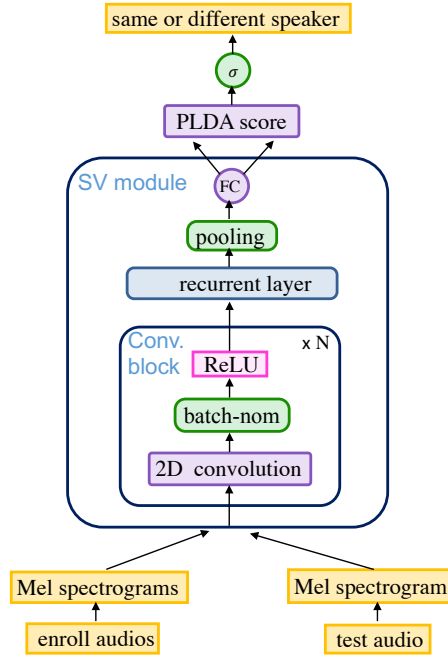 same or different speaker
σ
PLDA score
SV module
FC
pooling
recurrent layer
Conv.
block
x N
ReLU
batch-nom
2D convolution
Mel spectrograms
Mel spectrogram
enroll audios
test audio